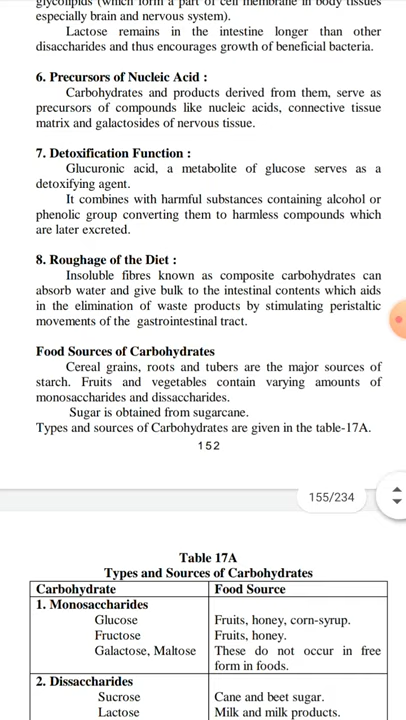 glycolipids (which form a part of cell membrane in body tissues
especially brain and nervous system).
Lactose remains in the intestine longer than other
disaccharides and thus encourages growth of beneficial bacteria.
6. Precursors of Nucleic Acid :
Carbohydrates and products derived from them, serve as
precursors of compounds like nucleic acids, connective tissue
matrix and galactosides of nervous tissue.
7. Detoxification Function :
Glucuronic acid, a metabolite of glucose serves as a
detoxifying agent.
It combines with harmful substances containing alcohol or
phenolic group converting them to harmless compounds which
are later excreted.
8. Roughage of the Diet :
Insoluble fibres known as composite carbohydrates can
absorb water and give bulk to the intestinal contents which aids
in the elimination of waste products by stimulating peristaltic
movements of the gastrointestinal tract.
Food Sources of Carbohydrates
Cereal grains, roots and tubers are the major sources of
starch. Fruits and vegetables contain varying amounts of
monosaccharides and dissaccharides.
Sugar is obtained from sugarcane.
Types and sources of Carbohydrates are given in the table-17A.
152
155/234
Table 17A
Types and Sources of Carbohydrates
Carbohydrate Food Source
1. Monosaccharides
Glucose Fruits, honey, corn-syrup.
Fructose Fruits, honey.
Galactose, Maltose These do not occur in free
form in foods.
2. Dissaccharides
Sucrose Cane and beet sugar.
Lactose Milk and milk products.